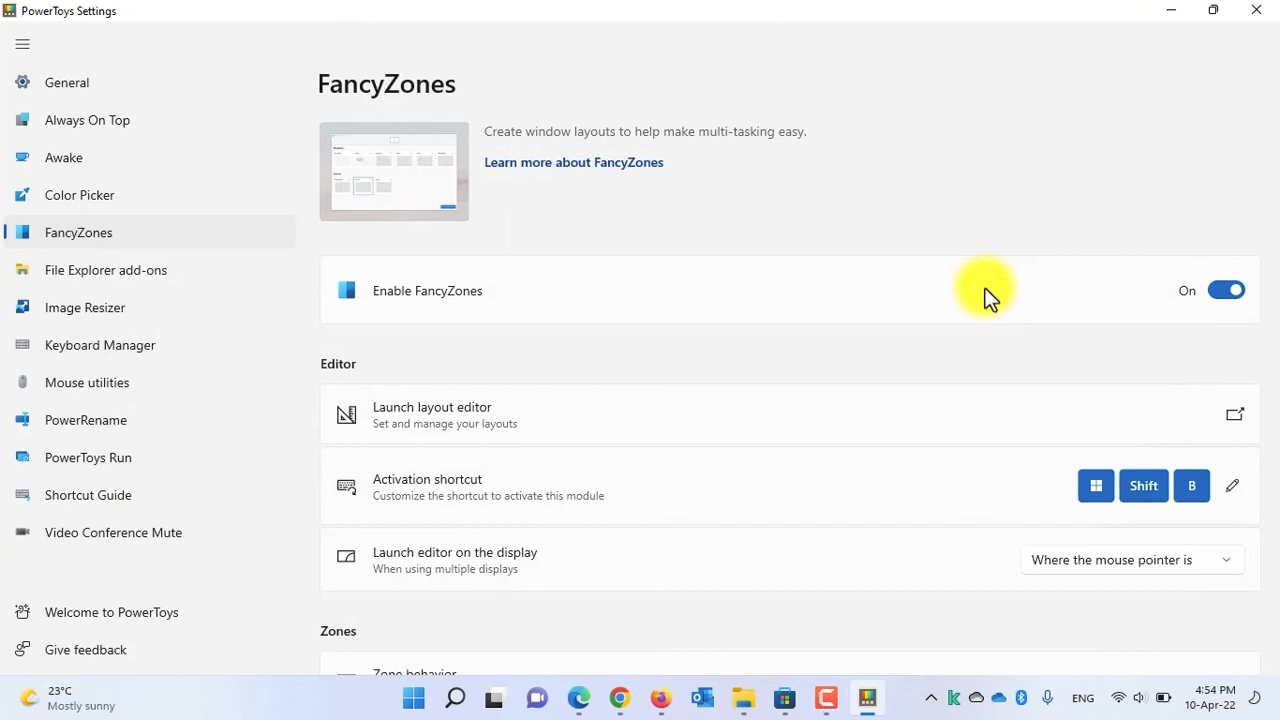 PowerToys Settings
General
Always On Top
Awake
Color Picker
FancyZones
File Explorer add-ons
Image Resizer
Keyboard Manager
Mouse utilities
PowerRename
PowerToys Run
Shortcut Guide
Video Conference Mute
Welcome to PowerToys
Give feedback
FancyZones
Create window layouts to help make multi-tasking easy.
Learn more about FancyZones
Enable FancyZones
On
Editor
Launch layout editor
Set and manage your layouts
Activation shortcut
Customize the shortcut to activate this module
Shift
B
Launch editor on the display
When using multiple displays
Where the mouse pointer is
Zones
Zone behavior
23°C
Mostly sunny
ENG
4:54 PM
10-Apr-22